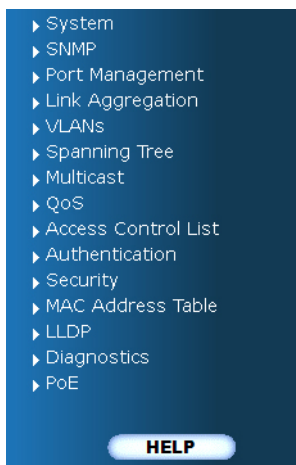 System
SNMP
Port Management
Link Aggregation
VLANs
Spanning Tree
Multicast
QoS
Access Control List
Authentication
Security
MAC Address Table
LLDP
Diagnostics
PoE
HELP